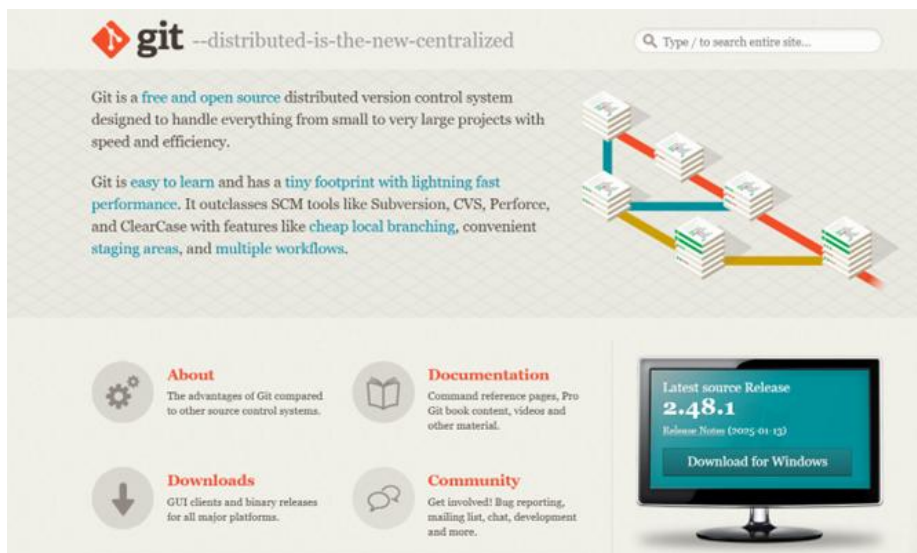 git --distributed-is-the-new-centralized
Type / to search entire site...
Git is a free and open source distributed version control system
designed to handle everything from small to very large projects with
speed and efficiency.
Git is easy to learn and has a tiny footprint with lightning fast
performance. It outclasses SCM tools like Subversion, CVS, Perforce,
and ClearCase with features like cheap local branching, convenient
staging areas, and multiple workflows.
About
The advantages of Git compared
to other source control systems.
Documentation
Command reference pages, Pro
Git book content, videos and
other material.
Downloads
GUI clients and binary releases
for all major platforms.
Community
Get involved! Bug reporting,
mailing list, chat, development
and more.
Latest source Release
2.48.1
Release Notes (2025-01-13)
Download for Windows